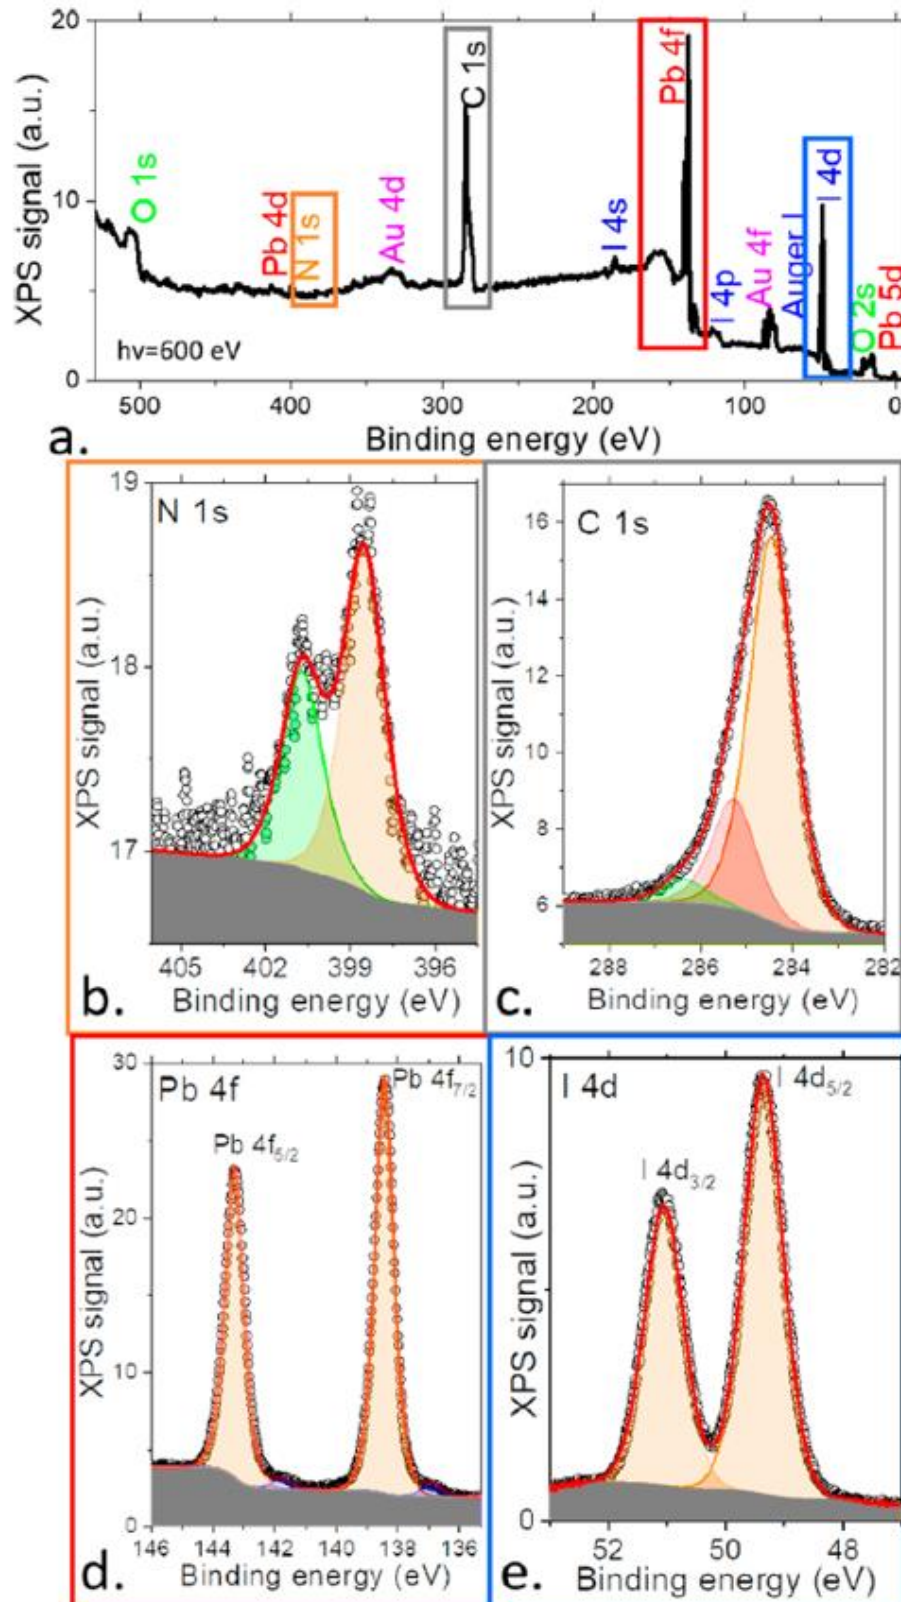 20
10
0
XPS signal (a.u.)
O 1s
Pb 4d
N 1s
Au 4d
C 1s
I 4s
Pb 4f
I 4p
Au 4f
Auger I
I 4d
O 2s
Pb 5d
hν=600 eV
500 400 300 200 100 0
a. Binding energy (eV)
N 1s
19
18
17
XPS signal (a.u.)
405 402 399 396
b. Binding energy (eV)
C 1s
16
14
12
10
8
6
XPS signal (a.u.)
288 286 284 282
c. Binding energy (eV)
Pb 4f
Pb 4f7/2
Pb 4f5/2
30
20
10
0
XPS signal (a.u.)
146 144 142 140 138 136
d. Binding energy (eV)
I 4d
I 4d5/2
I 4d3/2
10
0
XPS signal (a.u.)
52 50 48
e. Binding energy (eV)